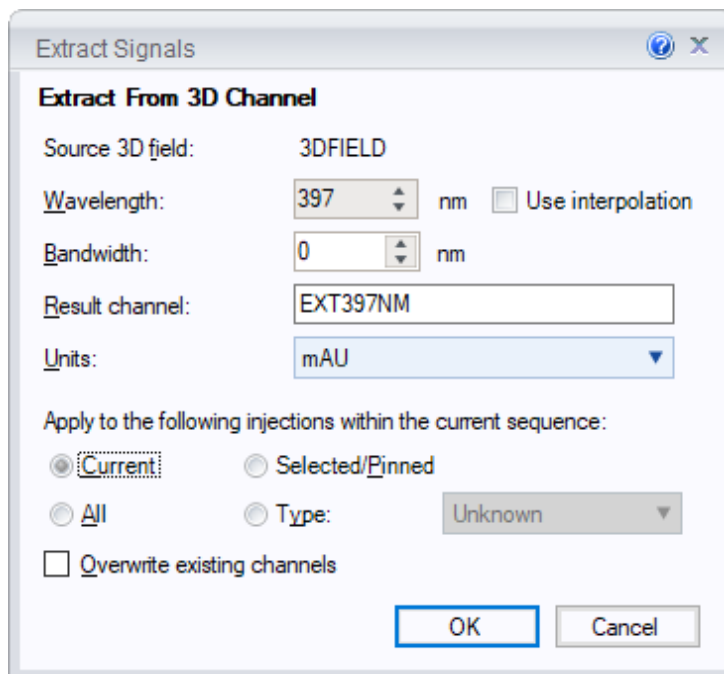 Extract Signals
Extract From 3D Channel
Source 3D field: 3DFIELD
Wavelength: 397 nm Use interpolation
Bandwidth: 0 nm
Result channel: EXT397NM
Units: mAU
Apply to the following injections within the current sequence:
Current Selected/Pinned
All Type: Unknown
Overwrite existing channels
OK Cancel